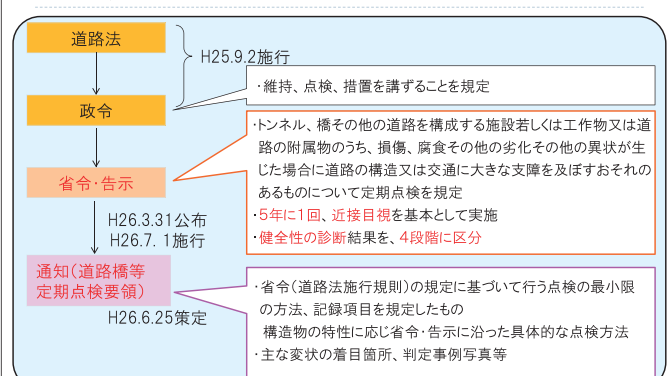 道路法
H25.9.2施行
・維持、点検、措置を講ずることを規定
政令
・トンネル、橋その他の道路を構成する施設若しくは工作物又は道
路の附属物のうち、損傷、腐食その他の劣化その他の異状が生
じた場合に道路の構造又は交通に大きな支障を及ぼすおそれの
あるものについて定期点検を規定
・5年に1回、近接目視を基本として実施
・健全性の診断結果を、4段階に区分
省令・告示
H26.3.31公布
H26.7. 1施行
通知(道路橋等
定期点検要領)
H26.6.25策定
・省令(道路法施行規則)の規定に基づいて行う点検の最小限
の方法、記録項目を規定したもの
構造物の特性に応じ省令・告示に沿った具体的な点検方法
・主な変状の着目箇所、判定事例写真等